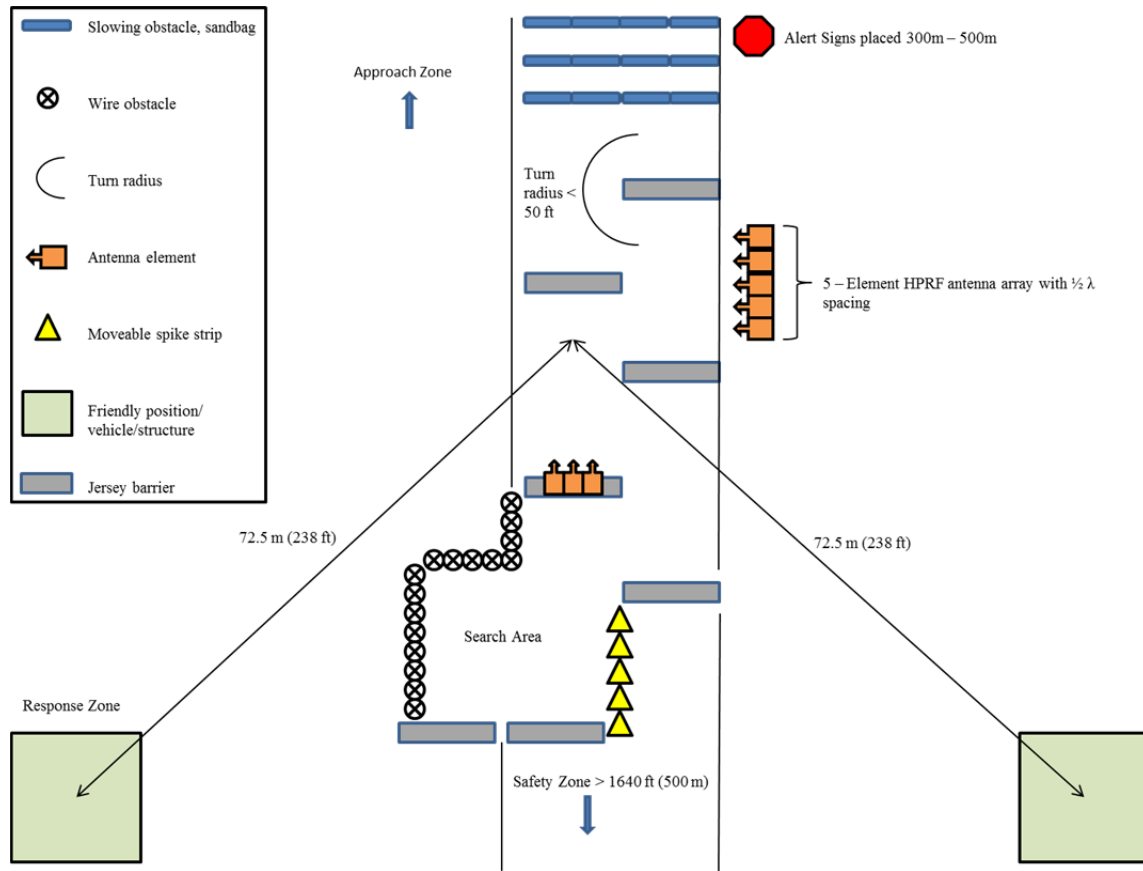 Slowing obstacle, sandbag
Wire obstacle
Turn radius
Antenna element
Moveable spike strip
Friendly position/
vehicle/structure
Jersey barrier
Approach Zone
Alert Signs placed 300m – 500m
Turn
radius <
50 ft
5 – Element HPRF antenna array with ½ λ
spacing
72.5 m (238 ft)
72.5 m (238 ft)
Search Area
Response Zone
Safety Zone > 1640 ft (500 m)